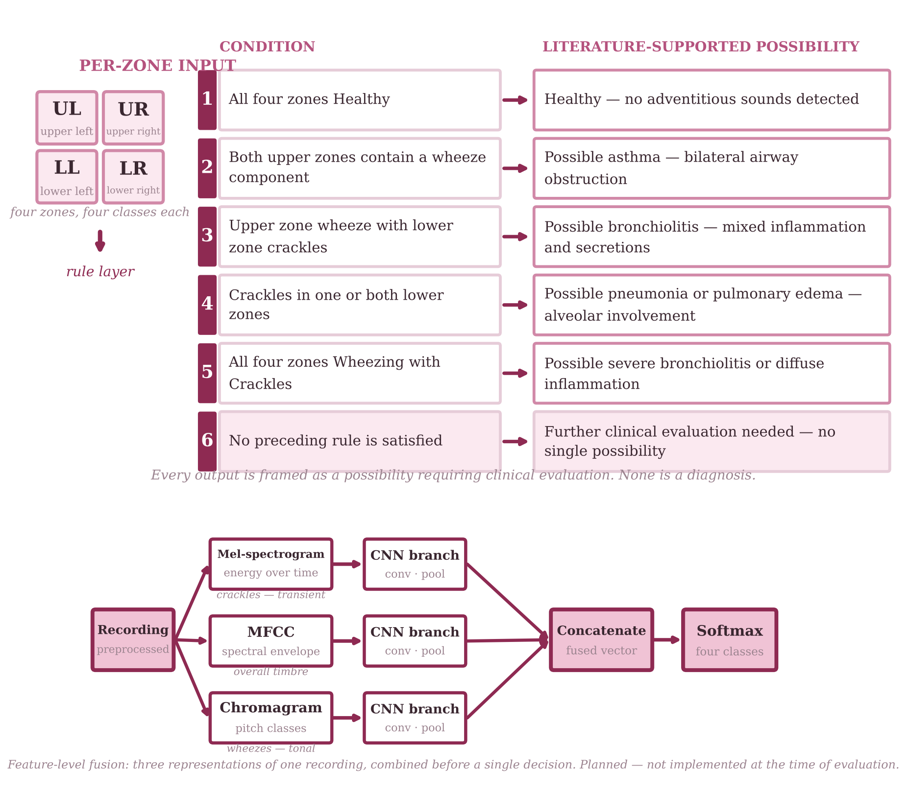 CONDITION
LITERATURE-SUPPORTED POSSIBILITY
PER-ZONE INPUT
UL
upper left
UR
upper right
LL
lower left
LR
lower right
four zones, four classes each
rule layer
1
All four zones Healthy
Healthy — no adventitious sounds detected
2
Both upper zones contain a wheeze
component
Possible asthma — bilateral airway
obstruction
3
Upper zone wheeze with lower
zone crackles
Possible bronchiolitis — mixed inflammation
and secretions
4
Crackles in one or both lower
zones
Possible pneumonia or pulmonary edema —
alveolar involvement
5
All four zones Wheezing with
Crackles
Possible severe bronchiolitis or diffuse
inflammation
6
No preceding rule is satisfied
Further clinical evaluation needed — no
single possibility
Every output is framed as a possibility requiring clinical evaluation. None is a diagnosis.
Recording
preprocessed
Mel-spectrogram
energy over time
crackles — transient
CNN branch
conv · pool
MFCC
spectral envelope
overall timbre
CNN branch
conv · pool
Chromagram
pitch classes
wheezes — tonal
CNN branch
conv · pool
Concatenate
fused vector
Softmax
four classes
Feature-level fusion: three representations of one recording, combined before a single decision. Planned — not implemented at the time of evaluation.